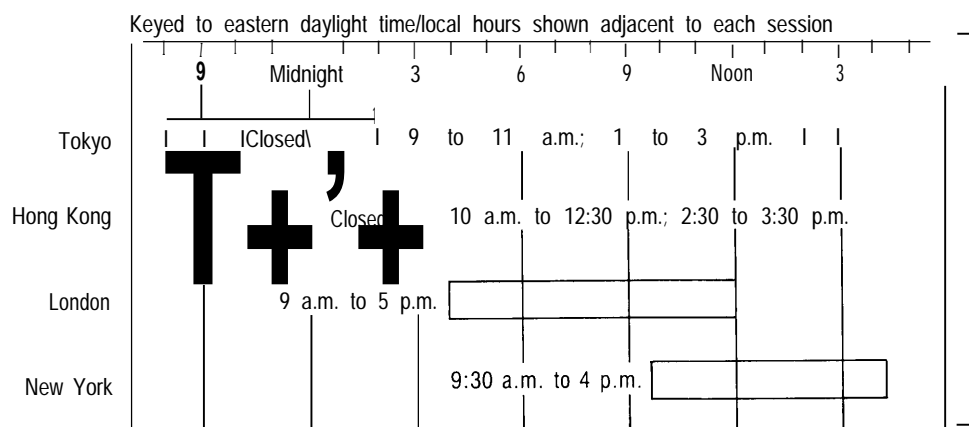 Keyed to eastern daylight time/local hours shown adjacent to each session
9 Midnight 3 6 9 Noon 3
Tokyo Closed 9 to 11 a.m.; 1 to 3 p.m.
Hong Kong Closed 10 a.m. to 12:30 p.m.; 2:30 to 3:30 p.m.
London 9 a.m. to 5 p.m.
New York 9:30 a.m. to 4 p.m.